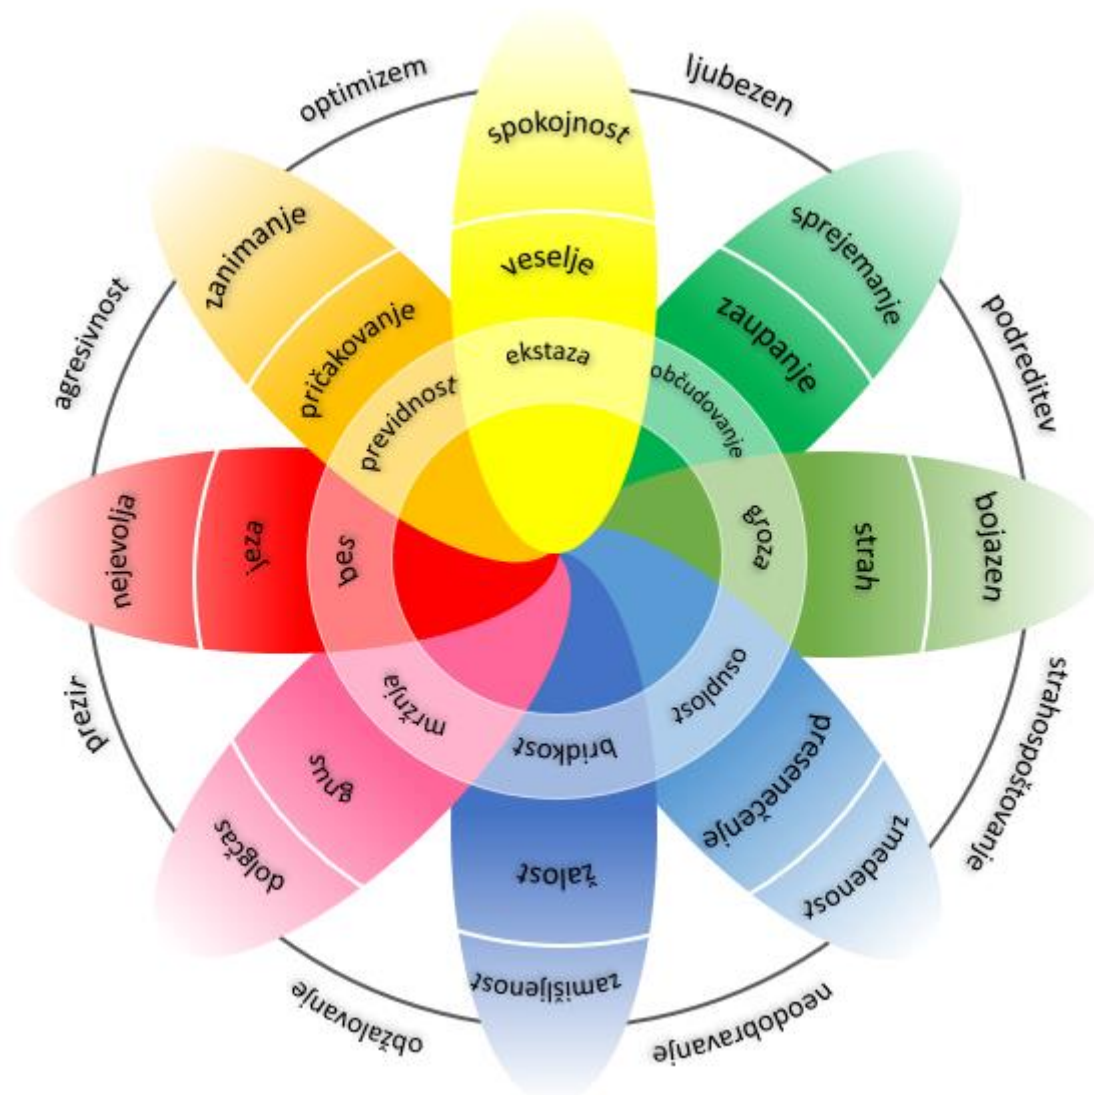 optimizem
ljubezen
podreditev
strahospoštovanje
neodobravanje
obžalovanje
prezir
agresivnost
spokojnost
veselje
ekstaza
sprejemanje
zaupanje
občudovanje
bojazen
strah
groza
zmedenost
presenečenje
osuplost
zamišljenost
žalost
bridkost
dolgčas
gnus
mržnja
nejevolja
jeza
bes
zanimanje
pričakovanje
previdnost